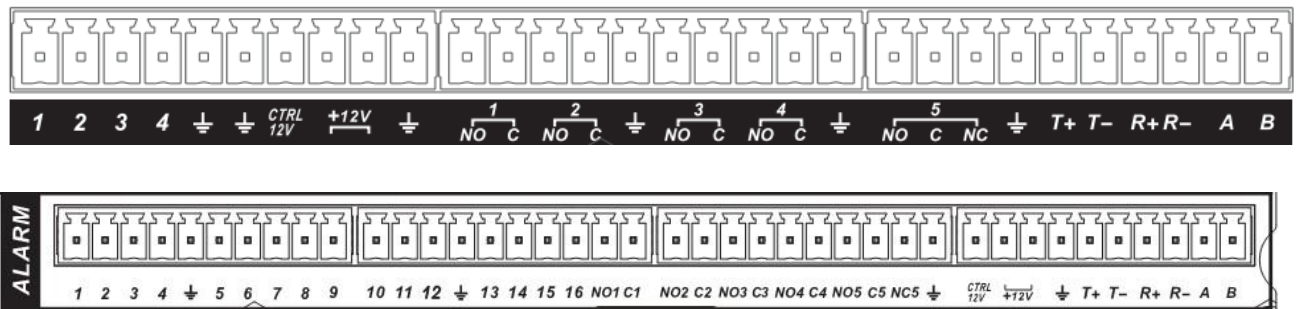 1 2 3 4 5
1 2 3 4 ⏚ ⏚ CTRL 12V +12V ⏚ NO C NO C ⏚ NO C NO C ⏚ NO C NC ⏚ T+ T- R+ R- A B
ALARM
1 2 3 4 ⏚ 5 6 7 8 9 10 11 12 ⏚ 13 14 15 16 NO1 C1 NO2 C2 NO3 C3 NO4 C4 NO5 C5 NC5 ⏚ CTRL 12V +12V ⏚ T+ T- R+ R- A B